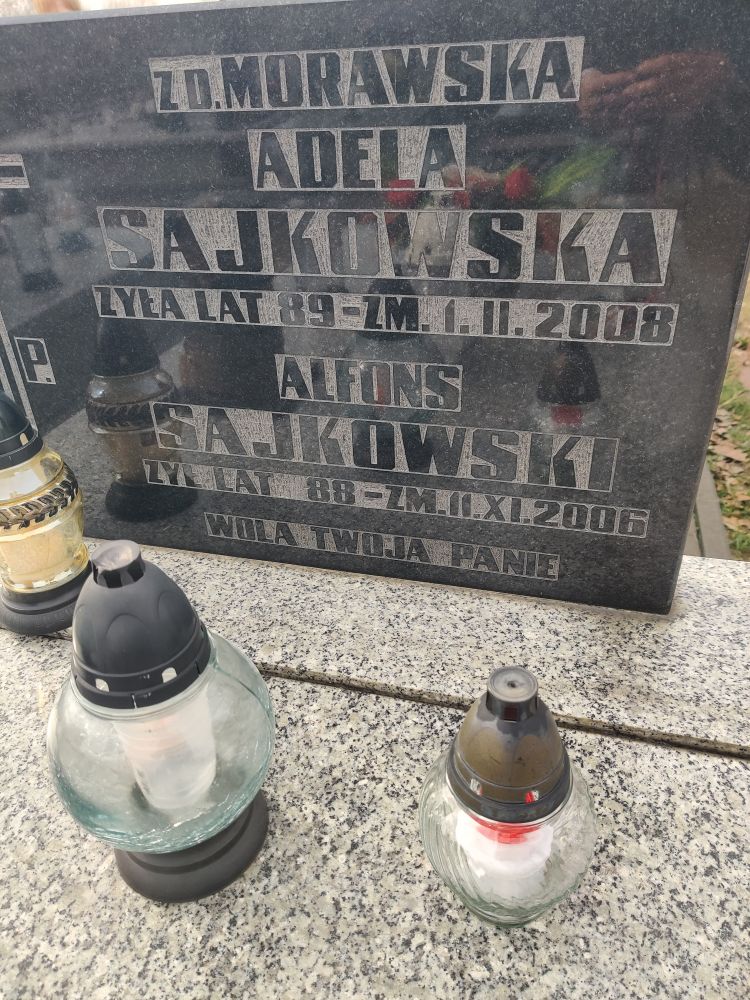 Z D. MORAWSKA
ADELA
SAJKOWSKA
ŻYŁA LAT 89 - ZM. 1. II. 2008
ALFONS
SAJKOWSKI
ŻYŁ LAT 88 - ZM. 11. XI. 2006
WOLA TWOJA PANIE
P.